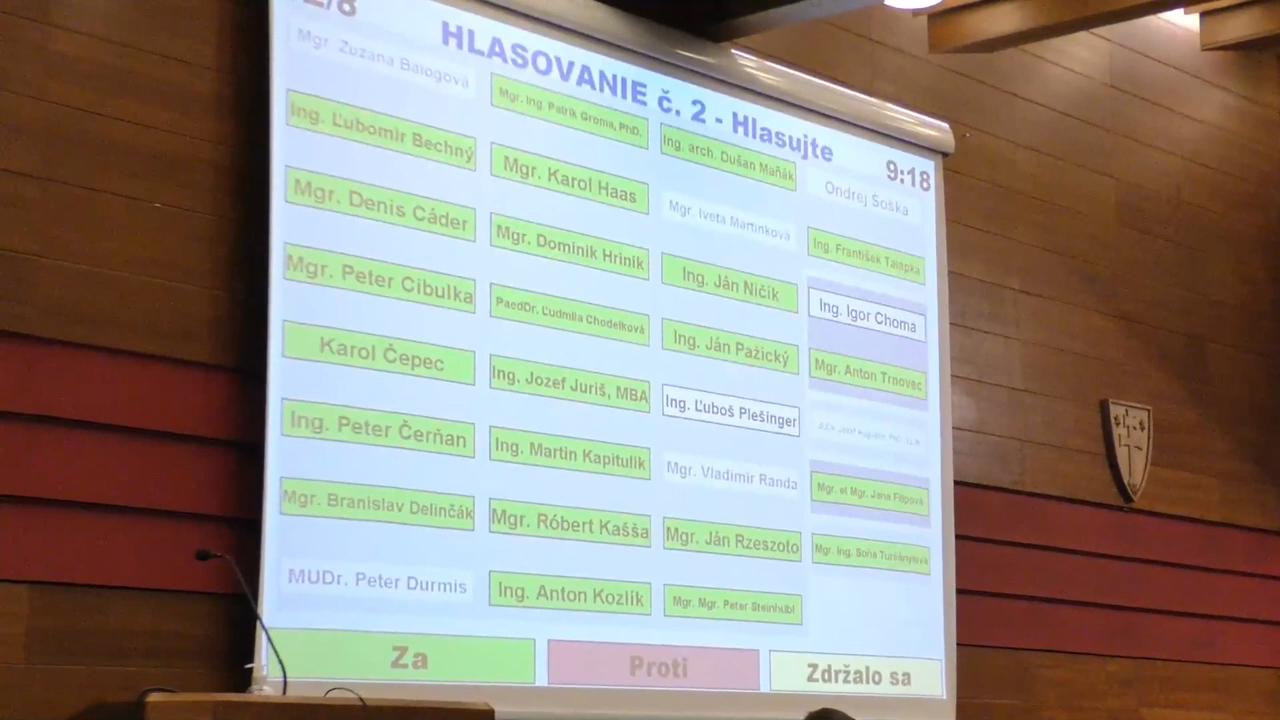 2/8
HLASOVANIE č. 2 - Hlasujte
9:18
Mgr. Zuzana Balogová
Ing. Ľubomír Bechný
Mgr. Denis Cáder
Mgr. Peter Cibulka
Karol Čepec
Ing. Peter Čerňan
Mgr. Branislav Delinčák
MUDr. Peter Durmis
Mgr. Ing. Patrik Groma, PhD.
Mgr. Karol Haas
Mgr. Dominik Hriník
PaedDr. Ľudmila Chodelková
Ing. Jozef Juriš, MBA
Ing. Martin Kapitulík
Mgr. Róbert Kašša
Ing. Anton Kozlík
Ing. arch. Dušan Maňák
Mgr. Iveta Martinková
Ing. Ján Ničík
Ing. Ján Pažický
Ing. Ľuboš Plešinger
Mgr. Vladimír Randa
Mgr. Ján Rzeszoto
Mgr. Mgr. Peter Steinhübl
Ondrej Šoška
Ing. František Talapka
Ing. Igor Choma
Mgr. Anton Trnovec
Mgr. et Mgr. Jana Filipová
Mgr. Ing. Soňa
Za
Proti
Zdržalo sa